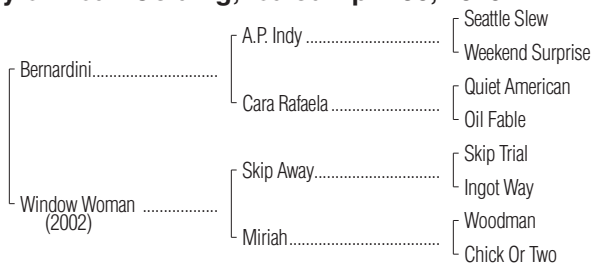 Seattle Slew
A.P. Indy
Weekend Surprise
Bernardini
Quiet American
Cara Rafaela
Oil Fable
Skip Trial
Skip Away
Ingot Way
Window Woman
(2002)
Woodman
Miriah
Chick Or Two